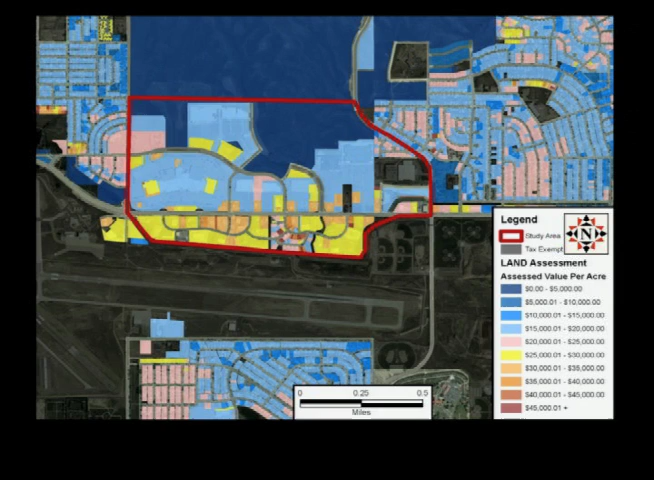 Legend
N
Study Area
Tax Exempt
LAND Assessment
Assessed Value Per Acre
$0.00 - $5,000.00
$5,000.01 - $10,000.00
$10,000.01 - $15,000.00
$15,000.01 - $20,000.00
$20,000.01 - $25,000.00
$25,000.01 - $30,000.00
$30,000.01 - $35,000.00
$35,000.01 - $40,000.00
$40,000.01 - $45,000.00
$45,000.01 +
0 0.25 0.5
Miles